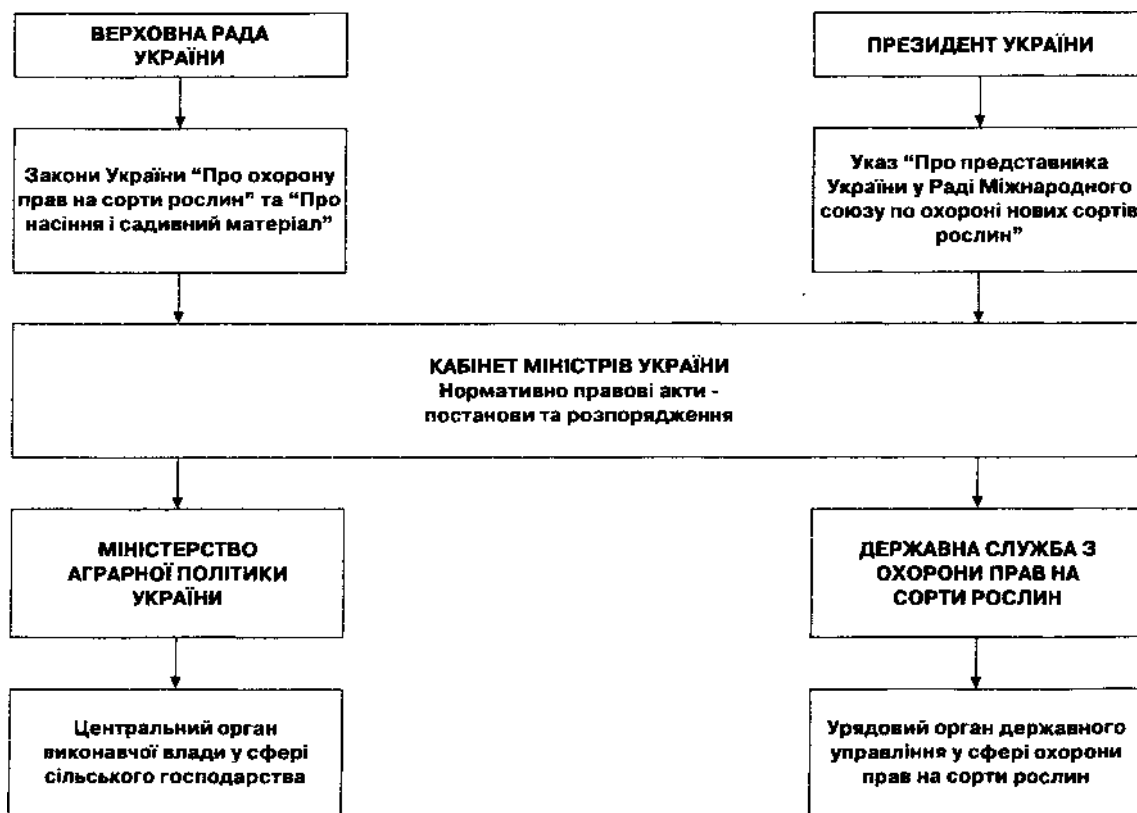 ВЕРХОВНА РАДА
УКРАЇНИ
ПРЕЗИДЕНТ УКРАЇНИ
Закони України “Про охорону
прав на сорти рослин” та “Про
насіння і садивний матеріал”
Указ “Про представника
України у Раді Міжнародного
союзу по охороні нових сортів
рослин”
КАБІНЕТ МІНІСТРІВ УКРАЇНИ
Нормативно правові акти -
постанови та розпорядження
МІНІСТЕРСТВО
АГРАРНОЇ ПОЛІТИКИ
УКРАЇНИ
ДЕРЖАВНА СЛУЖБА З
ОХОРОНИ ПРАВ НА
СОРТИ РОСЛИН
Центральний орган
виконавчої влади у сфері
сільського господарства
Урядовий орган державного
управління у сфері охорони
прав на сорти рослин